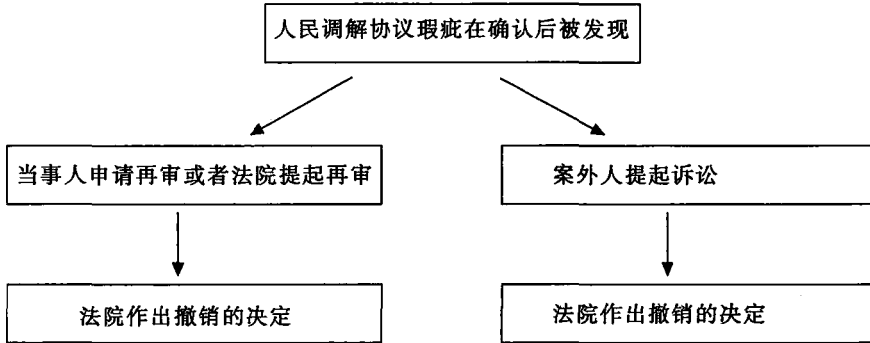 人民调解协议瑕疵在确认后被发现
当事人申请再审或者法院提起再审
案外人提起诉讼
法院作出撤销的决定
法院作出撤销的决定